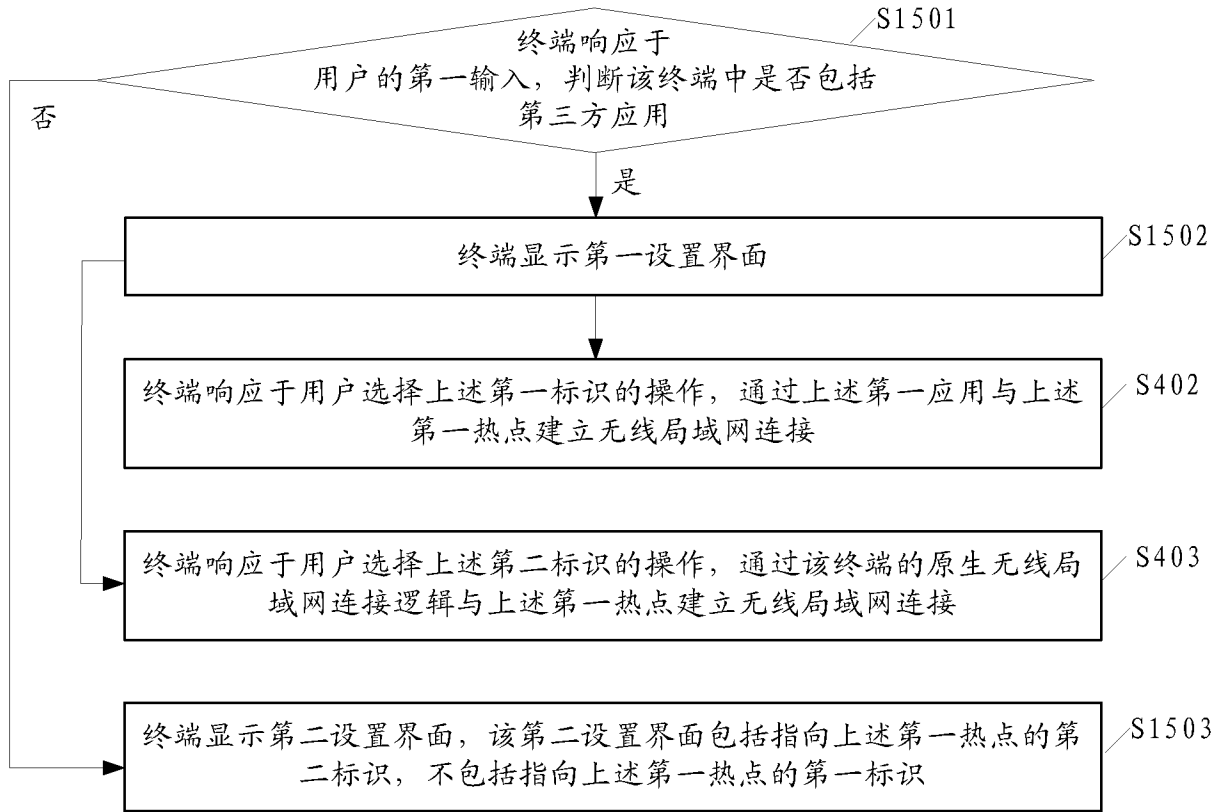 S1501
终端响应于
用户的第一输入，判断该终端中是否包括
第三方应用
否
是
S1502
终端显示第一设置界面
S402
终端响应于用户选择上述第一标识的操作，通过上述第一应用与上述
第一热点建立无线局域网连接
S403
终端响应于用户选择上述第二标识的操作，通过该终端的原生无线局
域网连接逻辑与上述第一热点建立无线局域网连接
S1503
终端显示第二设置界面，该第二设置界面包括指向上述第一热点的第
二标识，不包括指向上述第一热点的第一标识